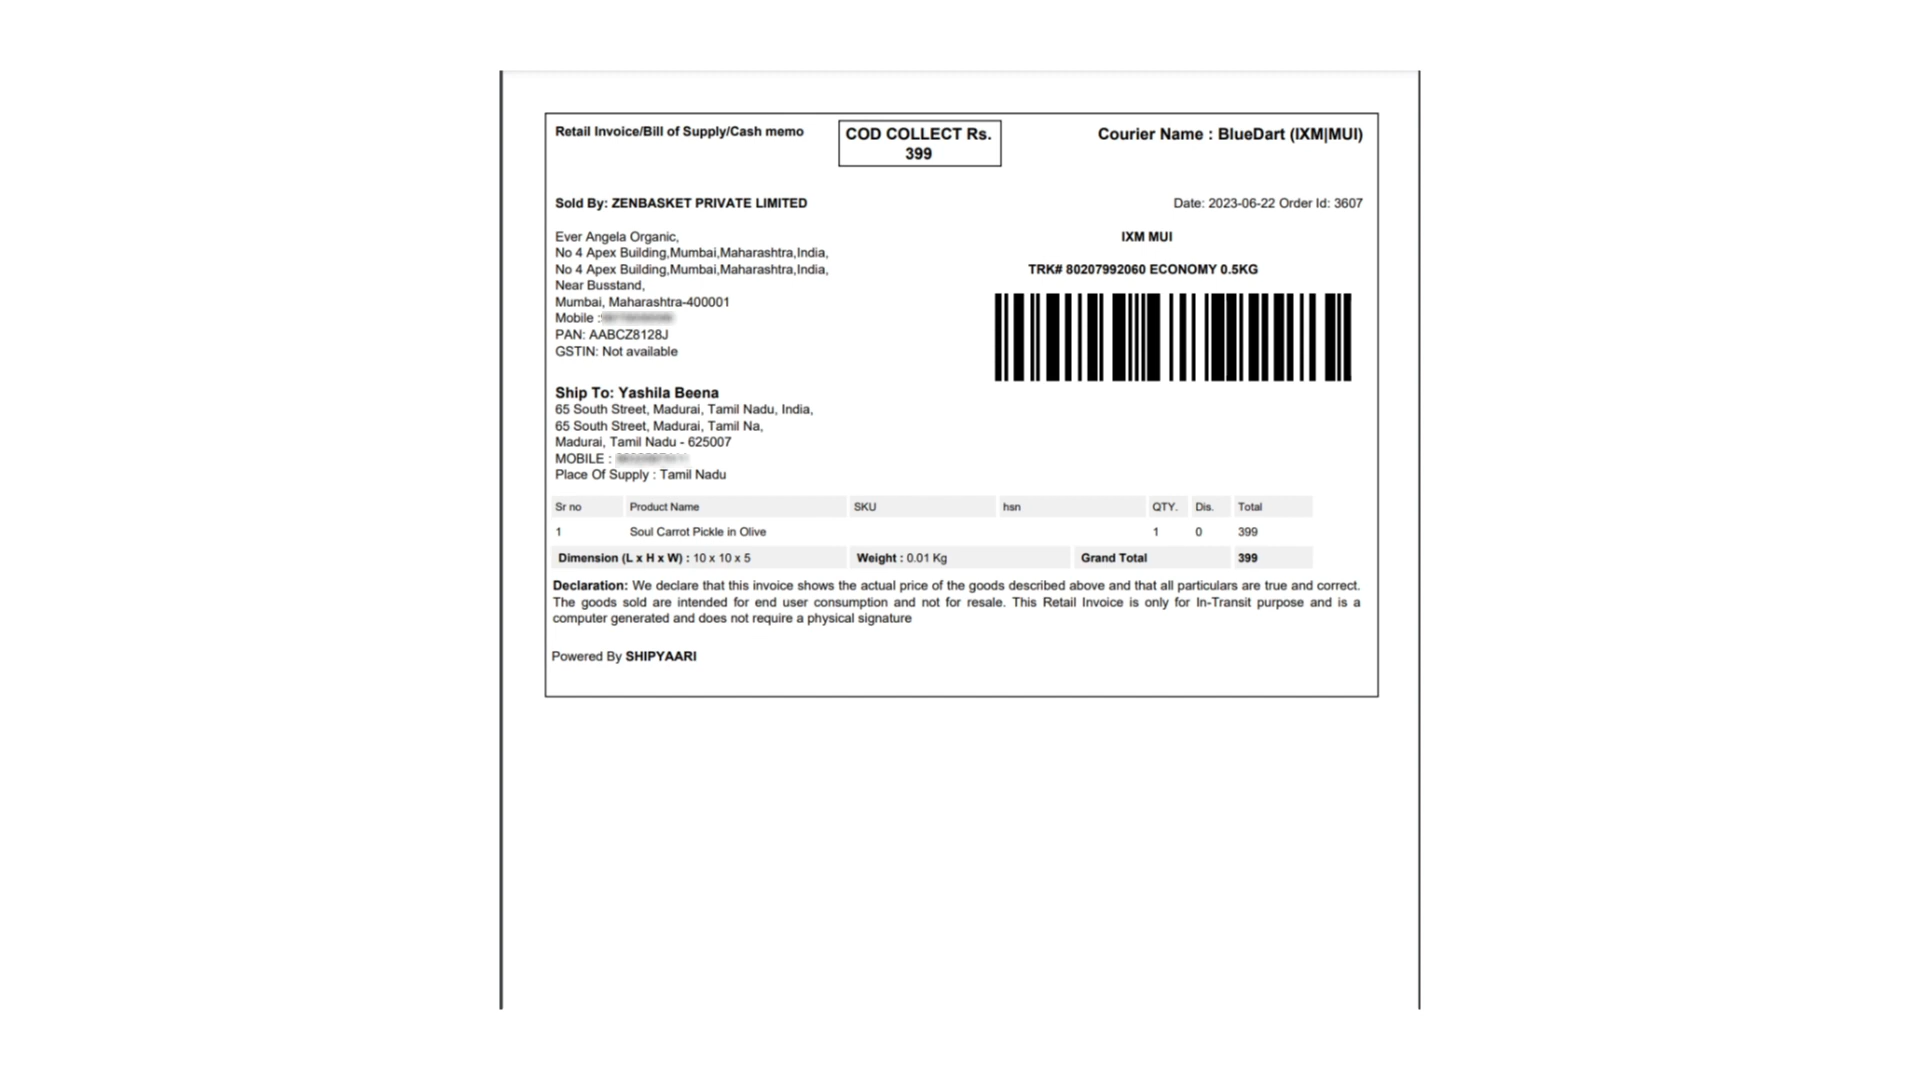 Retail Invoice/Bill of Supply/Cash memo
COD COLLECT Rs.
399
Courier Name : BlueDart (IXM|MUI)
Sold By: ZENBASKET PRIVATE LIMITED
Date: 2023-06-22 Order Id: 3607
Ever Angela Organic,
No 4 Apex Building,Mumbai,Maharashtra,India,
No 4 Apex Building,Mumbai,Maharashtra,India,
Near Busstand,
Mumbai, Maharashtra-400001
Mobile :
PAN: AABCZ8128J
GSTIN: Not available
IXM MUI
TRK# 80207992060 ECONOMY 0.5KG
Ship To: Yashila Beena
65 South Street, Madurai, Tamil Nadu, India,
65 South Street, Madurai, Tamil Na,
Madurai, Tamil Nadu - 625007
MOBILE :
Place Of Supply : Tamil Nadu
Sr no Product Name SKU hsn QTY. Dis. Total
1 Soul Carrot Pickle in Olive 1 0 399
Dimension (L x H x W) : 10 x 10 x 5 Weight : 0.01 Kg Grand Total 399
Declaration: We declare that this invoice shows the actual price of the goods described above and that all particulars are true and correct.
The goods sold are intended for end user consumption and not for resale. This Retail Invoice is only for In-Transit purpose and is a
computer generated and does not require a physical signature
Powered By SHIPYAARI